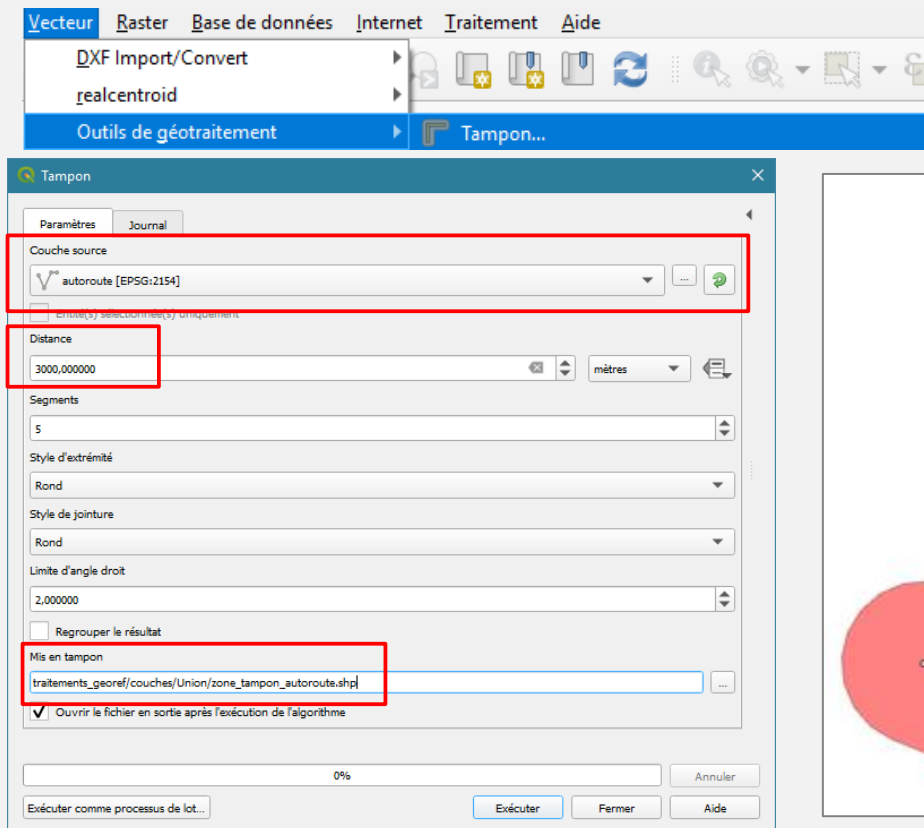 Vecteur Raster Base de données Internet Traitement Aide
DXF Import/Convert
realcentroid
Outils de géotraitement
Tampon...
Tampon
Paramètres Journal
Couche source
autoroute [EPSG:2154]
...
Entité(s) sélectionnée(s) uniquement
Distance
3000,000000
mètres
Segments
5
Style d'extrémité
Rond
Style de jointure
Rond
Limite d'angle droit
2,000000
Regrouper le résultat
Mis en tampon
traitements_georef/couches/Union/zone_tampon_autoroute.shp
...
Ouvrir le fichier en sortie après l'exécution de l'algorithme
0%
Annuler
Exécuter comme processus de lot...
Exécuter
Fermer
Aide